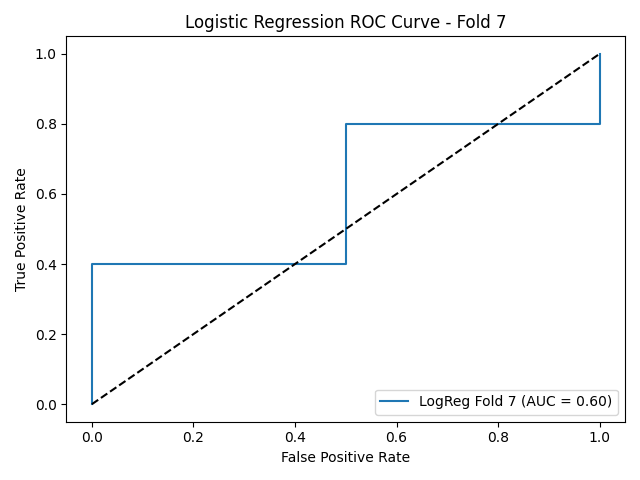 Logistic Regression ROC Curve - Fold 7
1.0
0.8
0.6
0.4
0.2
0.0
True Positive Rate
LogReg Fold 7 (AUC = 0.60)
0.0 0.2 0.4 0.6 0.8 1.0
False Positive Rate